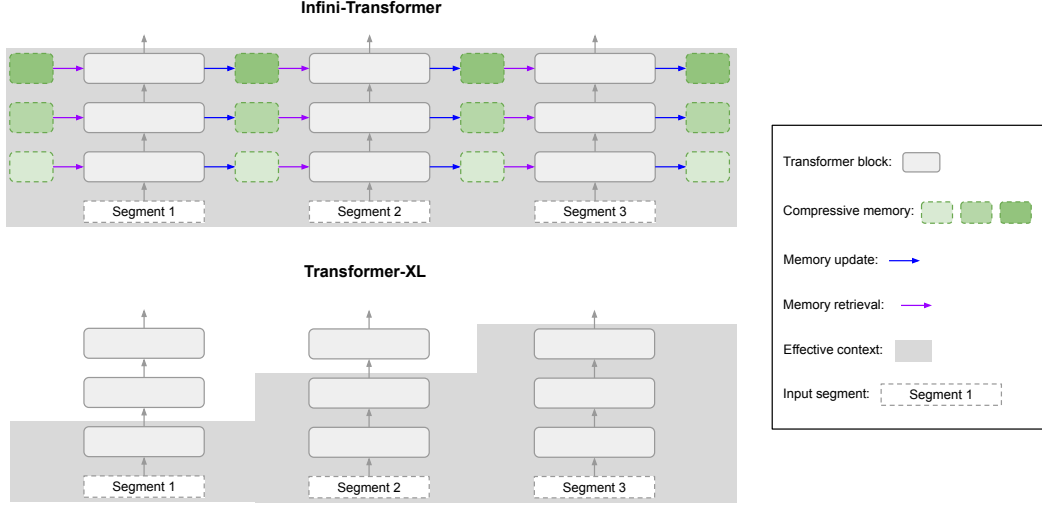 Infini-Transformer
Segment 1
Segment 2
Segment 3
Transformer-XL
Segment 1
Segment 2
Segment 3
Transformer block:
Compressive memory:
Memory update:
Memory retrieval:
Effective context:
Input segment: Segment 1